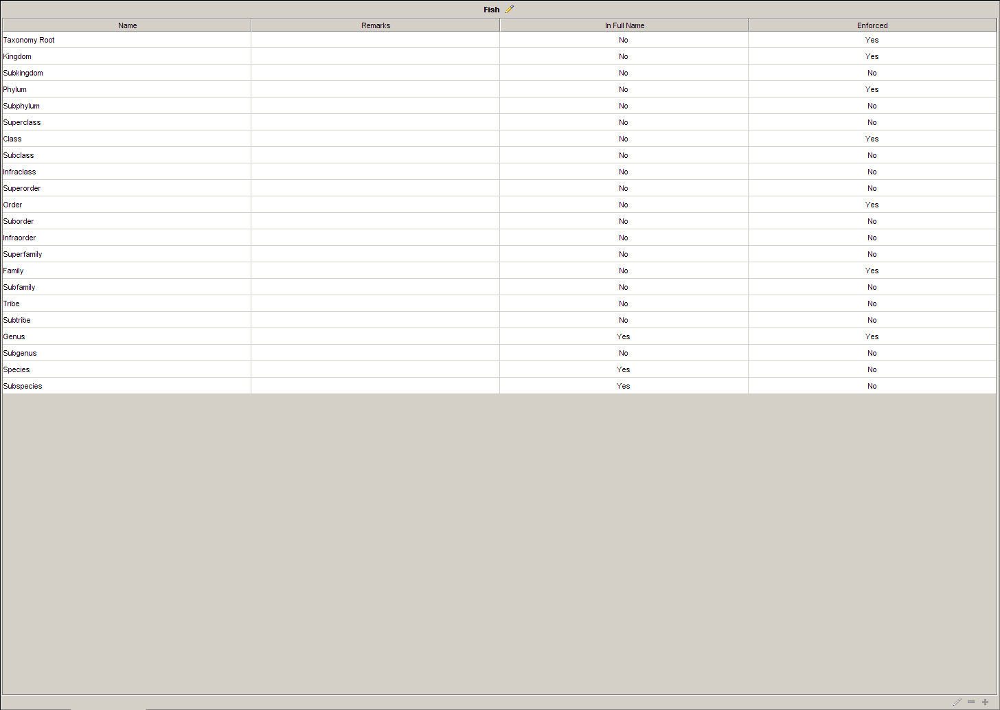 Fish
Name Remarks In Full Name Enforced
Taxonomy Root No Yes
Kingdom No Yes
Subkingdom No No
Phylum No Yes
Subphylum No No
Superclass No No
Class No Yes
Subclass No No
Infraclass No No
Superorder No No
Order No Yes
Suborder No No
Infraorder No No
Superfamily No No
Family No Yes
Subfamily No No
Tribe No No
Subtribe No No
Genus Yes Yes
Subgenus No No
Species Yes No
Subspecies Yes No